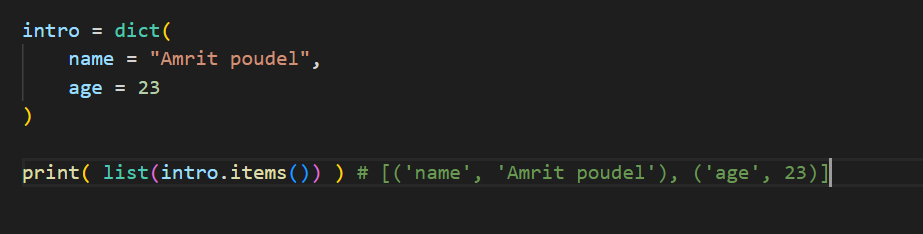 intro = dict(
    name = "Amrit poudel",
    age = 23
)
print( list(intro.items()) ) # [('name', 'Amrit poudel'), ('age', 23)]